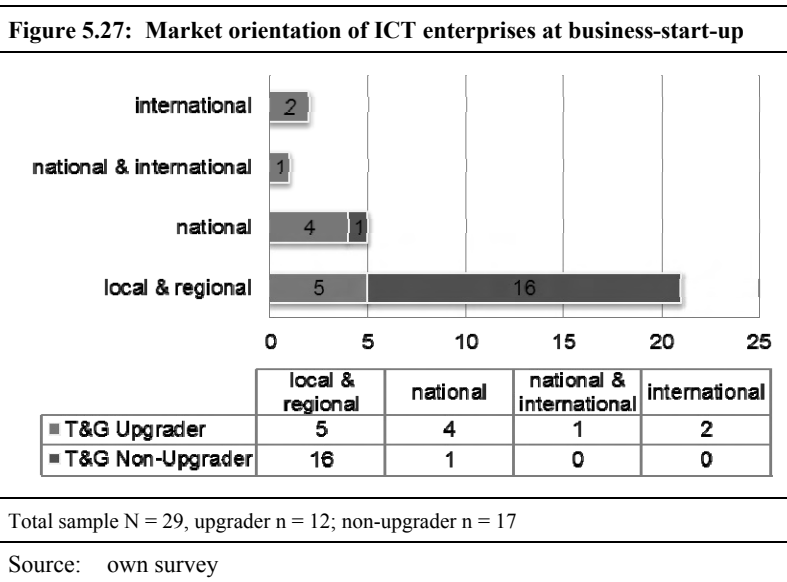 Figure 5.27: Market orientation of ICT enterprises at business-start-up
international 2
national & international 1
national 4 1
local & regional 5 16
0 5 10 15 20 25
local & regional national national & international international
T&G Upgrader 5 4 1 2
T&G Non-Upgrader 16 1 0 0
Total sample N = 29, upgrader n = 12; non-upgrader n = 17
Source: own survey